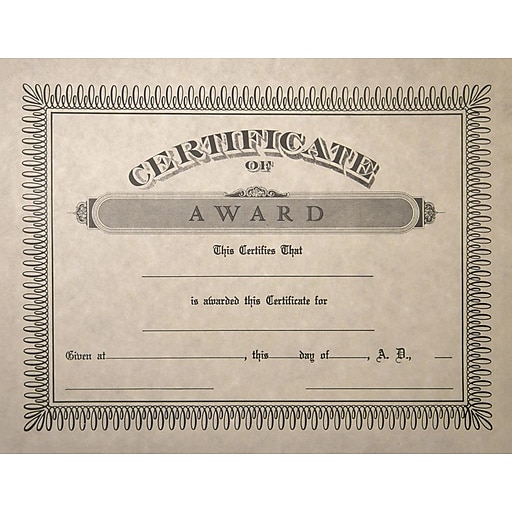 CERTIFICATE
OF
AWARD
This Certifies That
is awarded this Certificate for
Given at , this day of , A. D.,